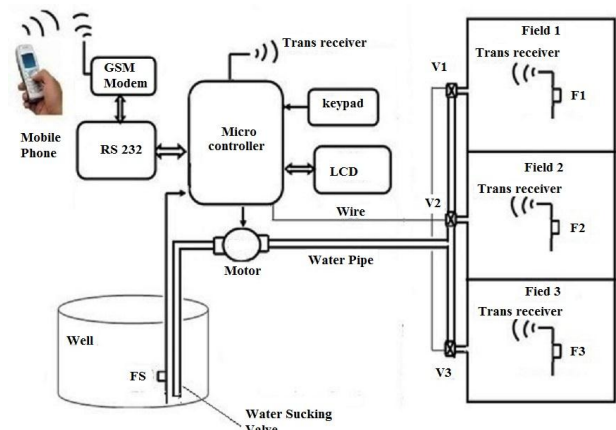 Mobile
Phone
GSM
Modem
RS 232
Trans receiver
Micro
controller
keypad
LCD
Wire
Motor
Water Pipe
Well
FS
Water Sucking
Valve
V1
V2
V3
Field 1
Trans receiver
F1
Field 2
Trans receiver
F2
Fied 3
Trans receiver
F3